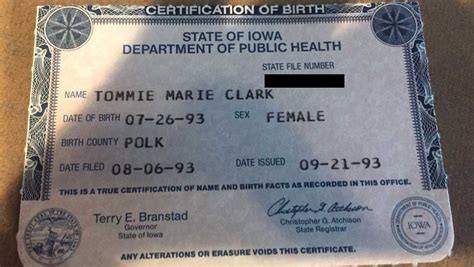 CERTIFICATION OF BIRTH
STATE OF IOWA
DEPARTMENT OF PUBLIC HEALTH
STATE FILE NUMBER
NAME TOMMIE MARIE CLARK
DATE OF BIRTH 07-26-93 SEX FEMALE
BIRTH COUNTY POLK
DATE FILED 08-06-93 DATE ISSUED 09-21-93
THIS IS A TRUE CERTIFICATION OF NAME AND BIRTH FACTS AS RECORDED IN THIS OFFICE.
Terry E. Branstad
Governor
State of Iowa
Christopher G. Atchison
Christopher G. Atchison
State Registrar
IOWA
ANY ALTERATIONS OR ERASURE VOIDS THIS CERTIFICATE.